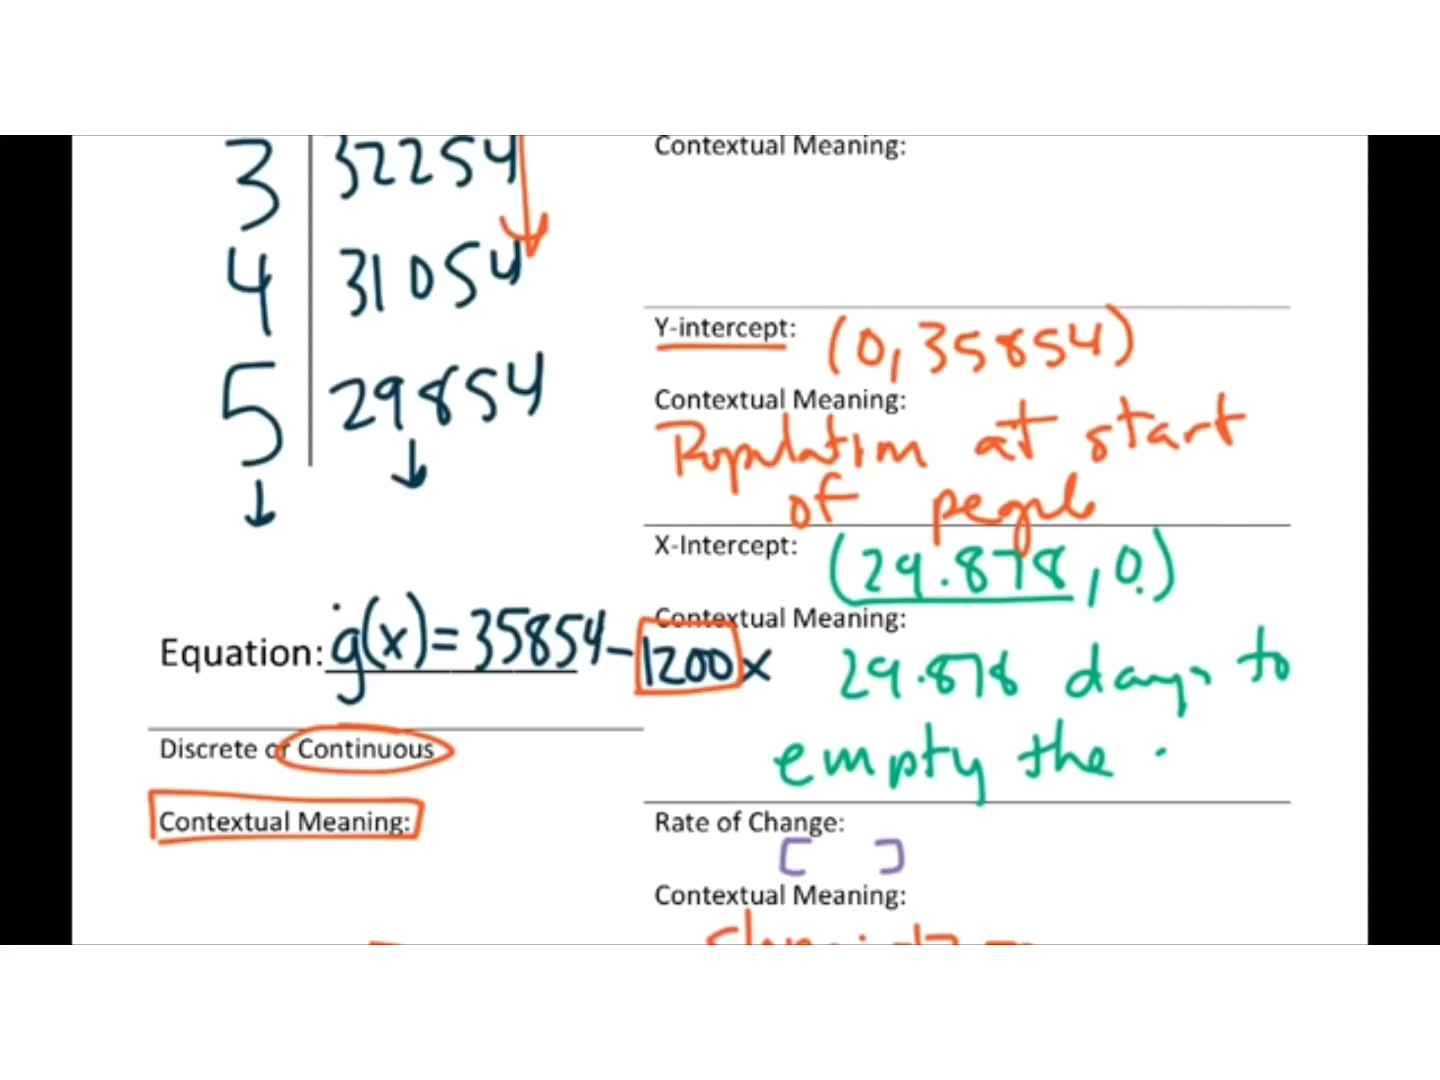 3 32254
4 31054
5 29854
Equation: g(x)= 35854-1200x
Discrete or Continuous
Contextual Meaning:
Contextual Meaning:
Y-intercept: (0,35854)
Contextual Meaning:
Population at start
of people
X-Intercept: (29.878,0)
Contextual Meaning:
29.878 days to
empty the
Rate of Change:
[ ]
Contextual Meaning: